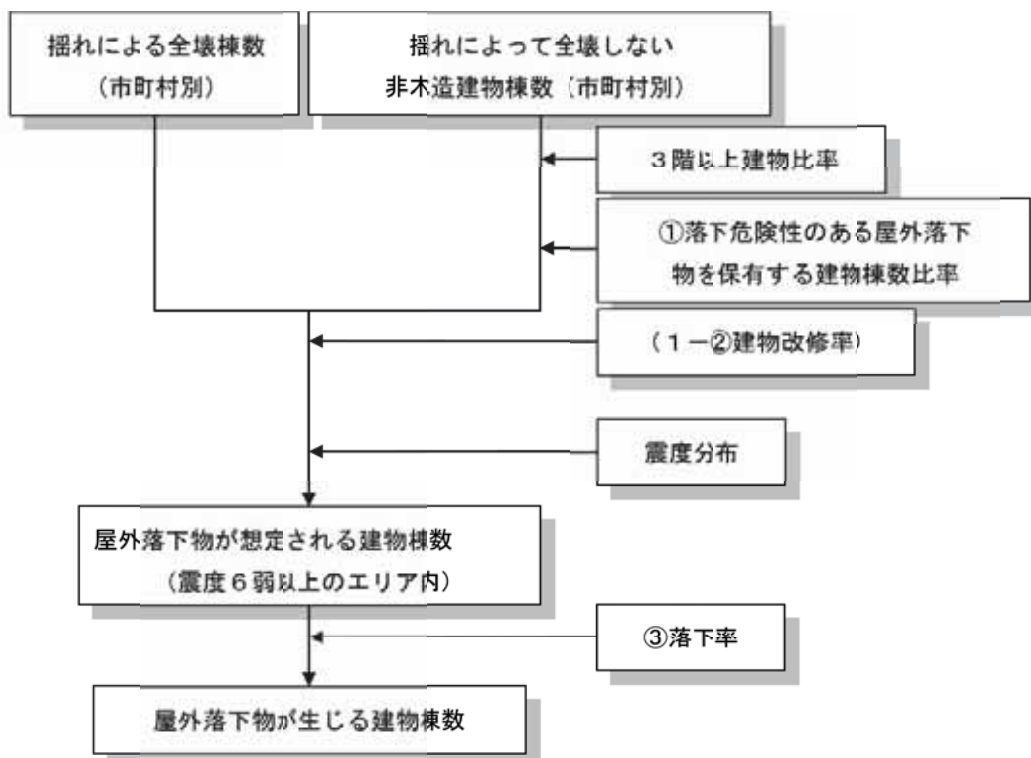 揺れによる全壊棟数
（市町村別）
揺れによって全壊しない
非木造建物棟数（市町村別）
３階以上建物比率
①落下危険性のある屋外落下
物を保有する建物棟数比率
（１－②建物改修率）
震度分布
屋外落下物が想定される建物棟数
（震度６弱以上のエリア内）
③落下率
屋外落下物が生じる建物棟数